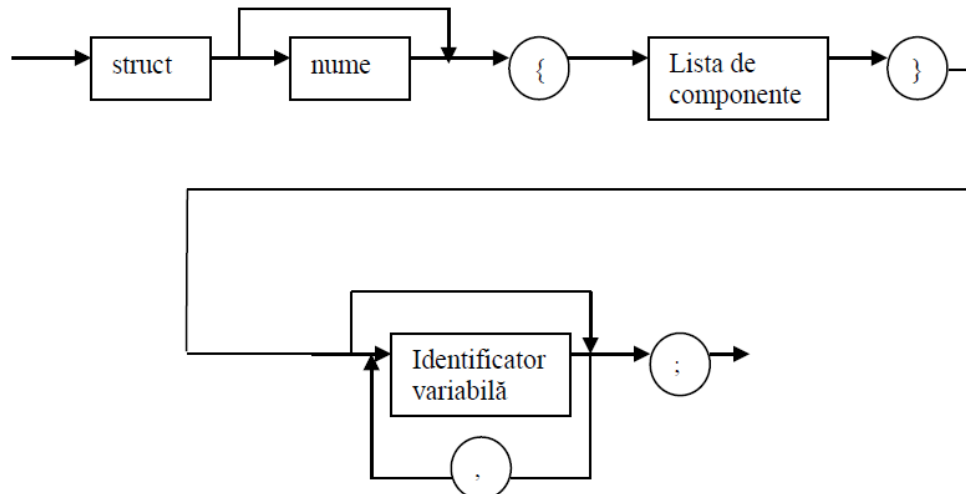 struct
nume
{
Lista de
componente
}
Identificator
variabilă
;
,